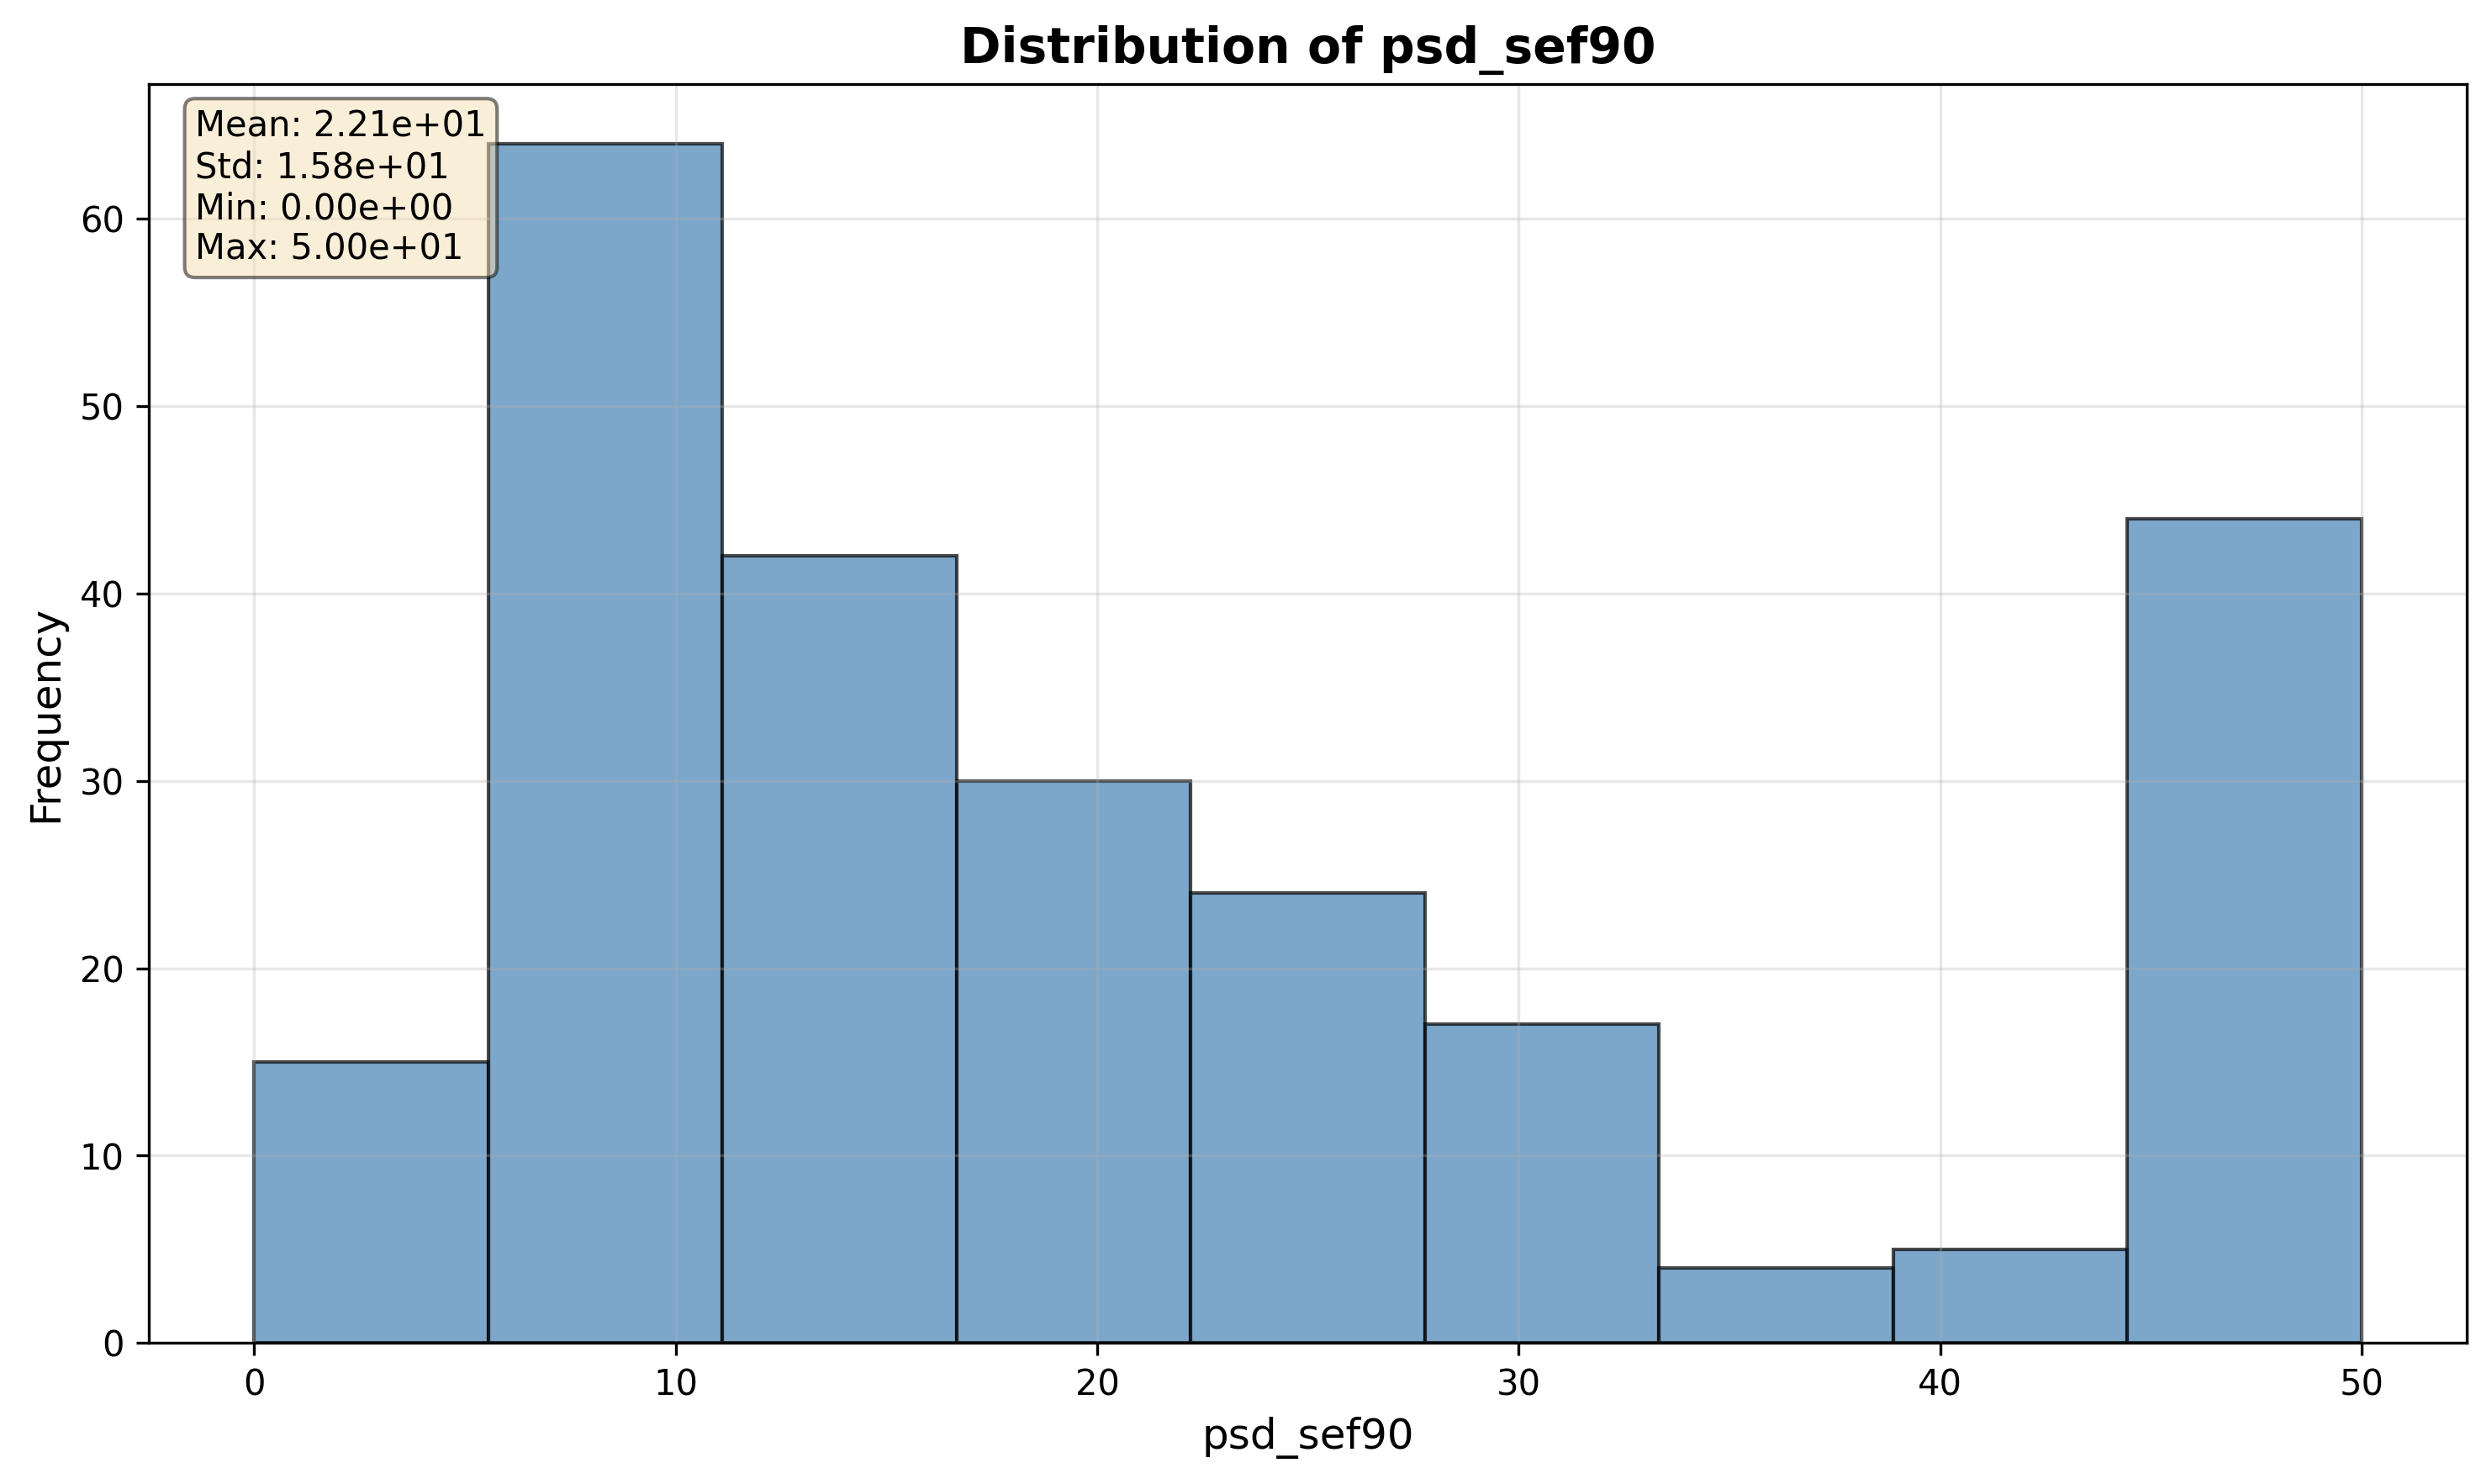 Distribution of psd_sef90
Mean: 2.21e+01
Std: 1.58e+01
Min: 0.00e+00
Max: 5.00e+01
Frequency
60
50
40
30
20
10
0
0 10 20 30 40 50
psd_sef90